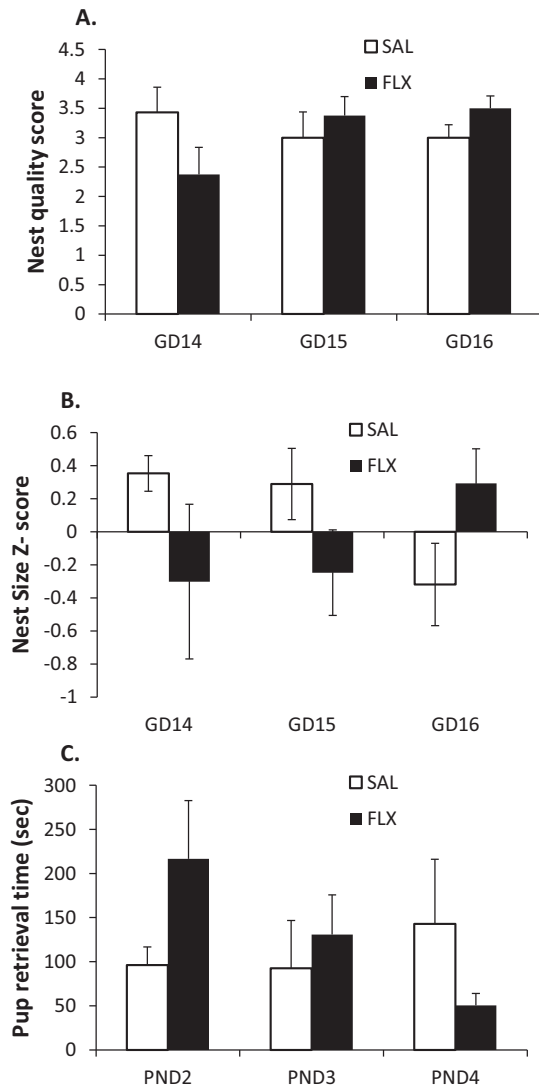 A.
Nest quality score
4.5
4
3.5
3
2.5
2
1.5
1
0.5
0
SAL
FLX
GD14 GD15 GD16
B.
Nest Size Z- score
0.6
0.4
0.2
0
-0.2
-0.4
-0.6
-0.8
-1
SAL
FLX
GD14 GD15 GD16
C.
Pup retrieval time (sec)
300
250
200
150
100
50
0
SAL
FLX
PND2 PND3 PND4